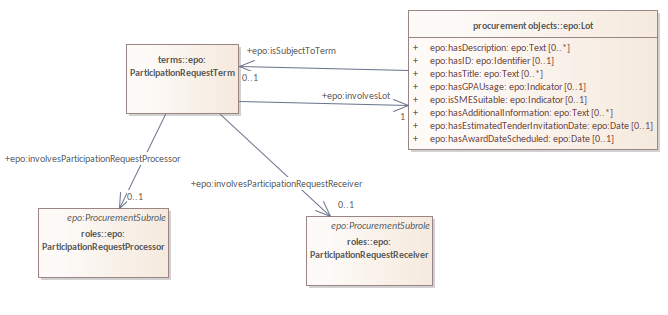 procurement objects::epo:Lot
+ epo:hasDescription: epo:Text [0..*]
+ epo:hasID: epo:Identifier [0..1]
+ epo:hasTitle: epo:Text [0..*]
+ epo:hasGPAUsage: epo:Indicator [0..1]
+ epo:isSMESuitable: epo:Indicator [0..1]
+ epo:hasAdditionalInformation: epo:Text [0..*]
+ epo:hasEstimatedTenderInvitationDate: epo:Date [0..1]
+ epo:hasAwardDateScheduled: epo:Date [0..1]
+epo:isSubjectToTerm
0..1
terms::epo:
ParticipationRequestTerm
+epo:involvesLot
1
+epo:involvesParticipationRequestProcessor
0..1
+epo:involvesParticipationRequestReceiver
0..1
epo:ProcurementSubrole
roles::epo:
ParticipationRequestProcessor
epo:ProcurementSubrole
roles::epo:
ParticipationRequestReceiver